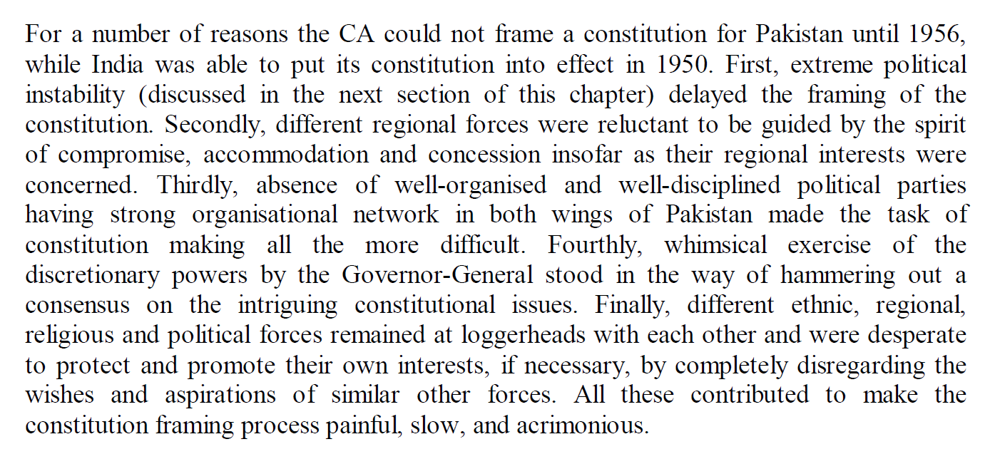 For a number of reasons the CA could not frame a constitution for Pakistan until 1956,
while India was able to put its constitution into effect in 1950. First, extreme political
instability (discussed in the next section of this chapter) delayed the framing of the
constitution. Secondly, different regional forces were reluctant to be guided by the spirit
of compromise, accommodation and concession insofar as their regional interests were
concerned. Thirdly, absence of well-organised and well-disciplined political parties
having strong organisational network in both wings of Pakistan made the task of
constitution making all the more difficult. Fourthly, whimsical exercise of the
discretionary powers by the Governor-General stood in the way of hammering out a
consensus on the intriguing constitutional issues. Finally, different ethnic, regional,
religious and political forces remained at loggerheads with each other and were desperate
to protect and promote their own interests, if necessary, by completely disregarding the
wishes and aspirations of similar other forces. All these contributed to make the
constitution framing process painful, slow, and acrimonious.